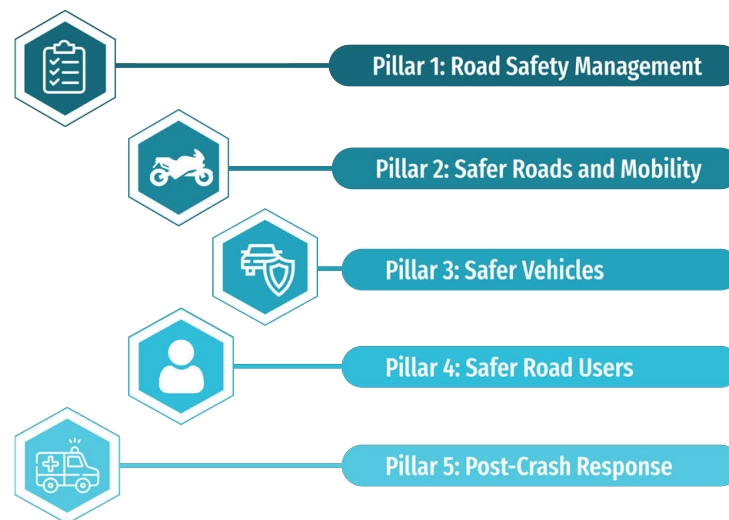 Pillar 1: Road Safety Management
Pillar 2: Safer Roads and Mobility
Pillar 3: Safer Vehicles
Pillar 4: Safer Road Users
Pillar 5: Post-Crash Response